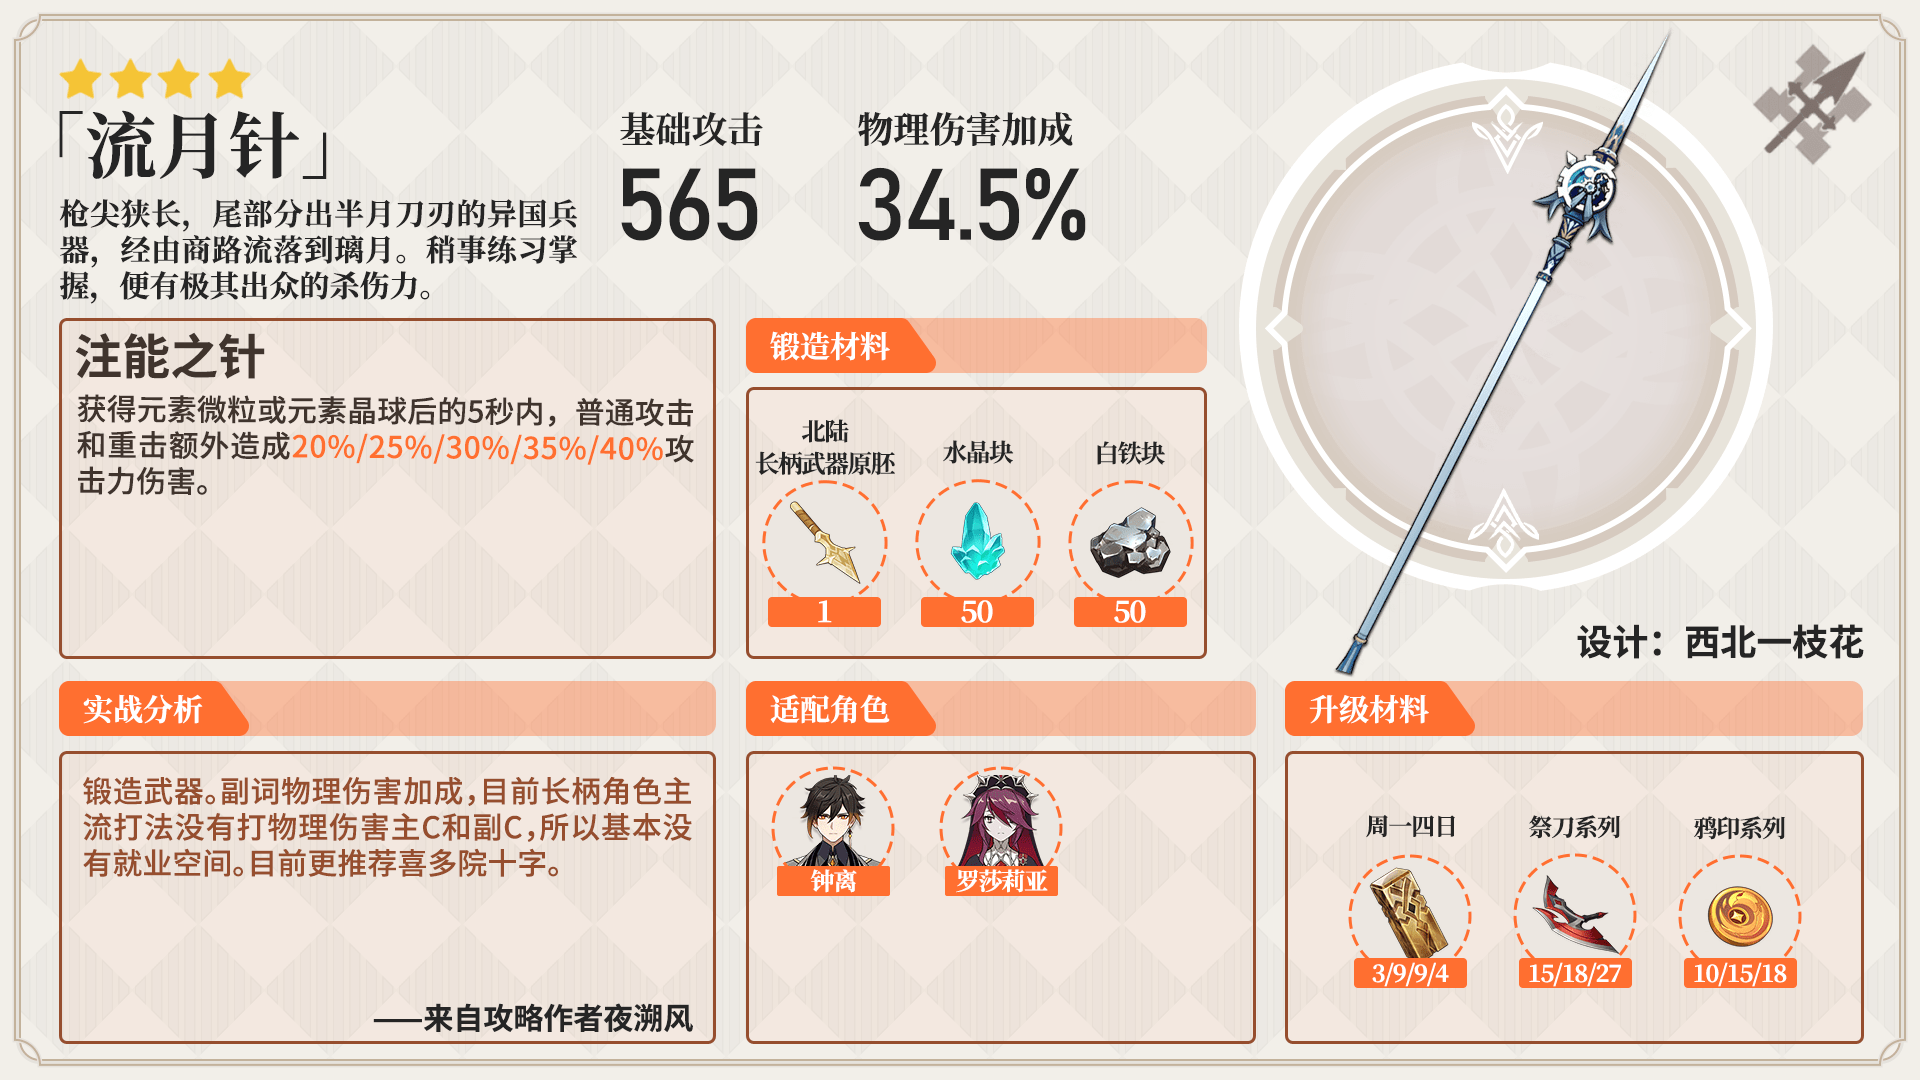 「流月针」
枪尖狭长，尾部分出半月刀刃的异国兵
器，经由商路流落到璃月。稍事练习掌
握，便有极其出众的杀伤力。
基础攻击
565
物理伤害加成
34.5%
注能之针
获得元素微粒或元素晶球后的5秒内，普通攻击
和重击额外造成20%/25%/30%/35%/40%攻
击力伤害。
锻造材料
北陆
长柄武器原胚
1
水晶块
50
白铁块
50
设计：西北一枝花
实战分析
锻造武器。副词物理伤害加成，目前长柄角色主
流打法没有打物理伤害主C和副C，所以基本没
有就业空间。目前更推荐喜多院十字。
——来自攻略作者夜溯风
适配角色
钟离
罗莎莉亚
升级材料
周一四日
3/9/9/4
祭刀系列
15/18/27
鸦印系列
10/15/18